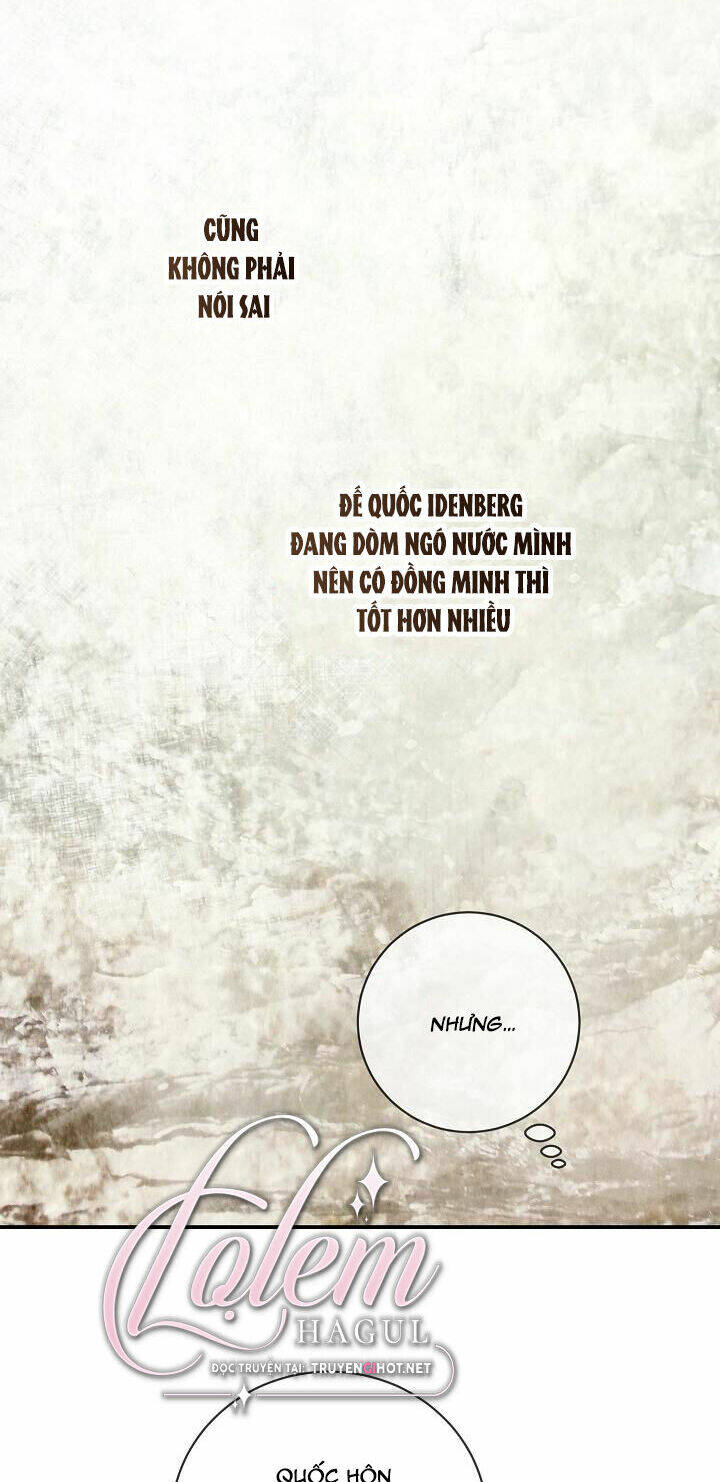 CŨNG
KHÔNG PHẢI
NÓI SAI
ĐẾ QUỐC IDENBERG
ĐANG DÒM NGÓ NƯỚC MÌNH
NÊN CÓ ĐỒNG MINH THÌ
TỐT HƠN NHIỀU
NHƯNG...
Lọlem
HAGUL
ĐỌC TRUYỆN TẠI: TRUYENGIHOT.NET
QUỐC HÔN